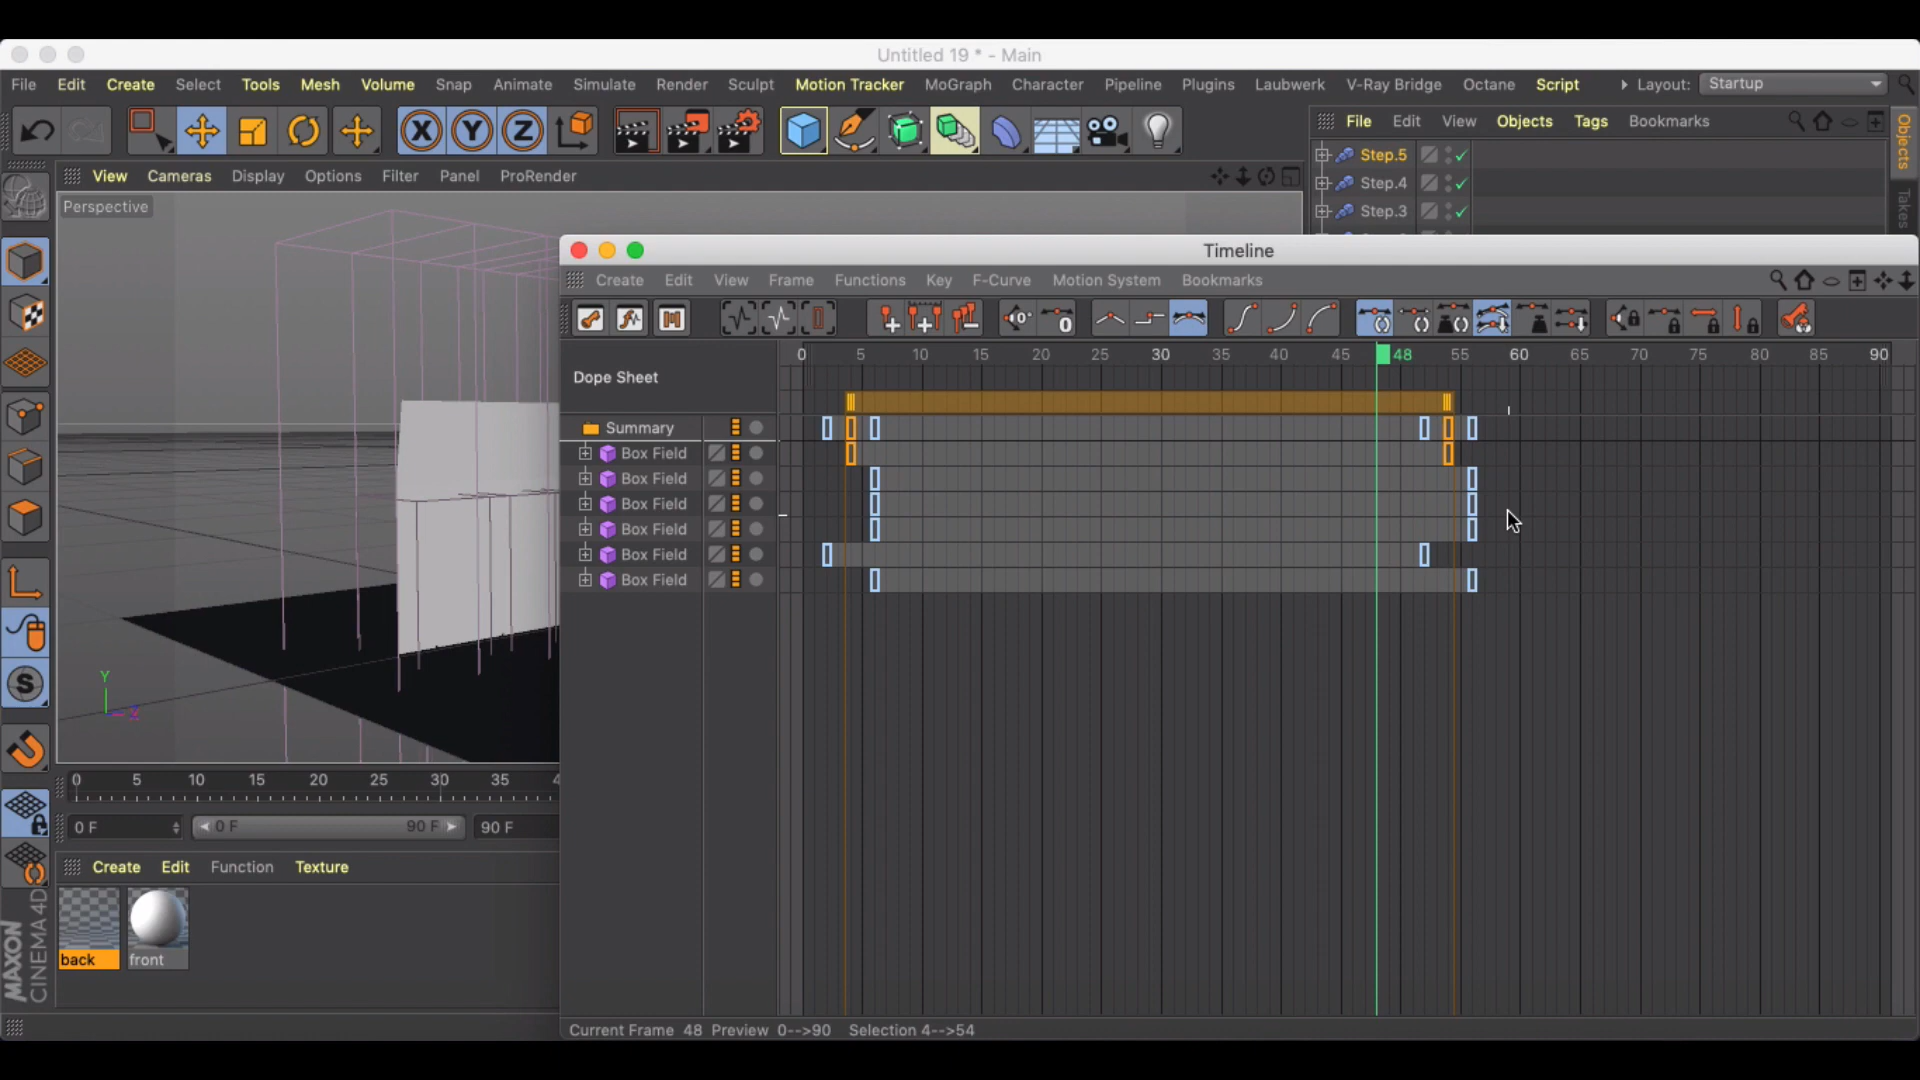 Untitled 19 * - Main
File Edit Create Select Tools Mesh Volume Snap Animate Simulate Render Sculpt Motion Tracker MoGraph Character Pipeline Plugins Laubwerk V-Ray Bridge Octane Script Layout: Startup
X Y Z
File Edit View Objects Tags Bookmarks
Objects
Takes
View Cameras Display Options Filter Panel ProRender
Perspective
Step.5
Step.4
Step.3
Timeline
Create Edit View Frame Functions Key F-Curve Motion System Bookmarks
0 5 10 15 20 25 30 35 40 45 48 55 60 65 70 75 80 85 90
Dope Sheet
Summary
Box Field
Box Field
Box Field
Box Field
Box Field
Box Field
Y
X
S
0 5 10 15 20 25 30 35
0 F 0 F 90 F 90 F
Create Edit Function Texture
back front
MAXON
CINEMA 4D
Current Frame 48 Preview 0-->90 Selection 4-->54